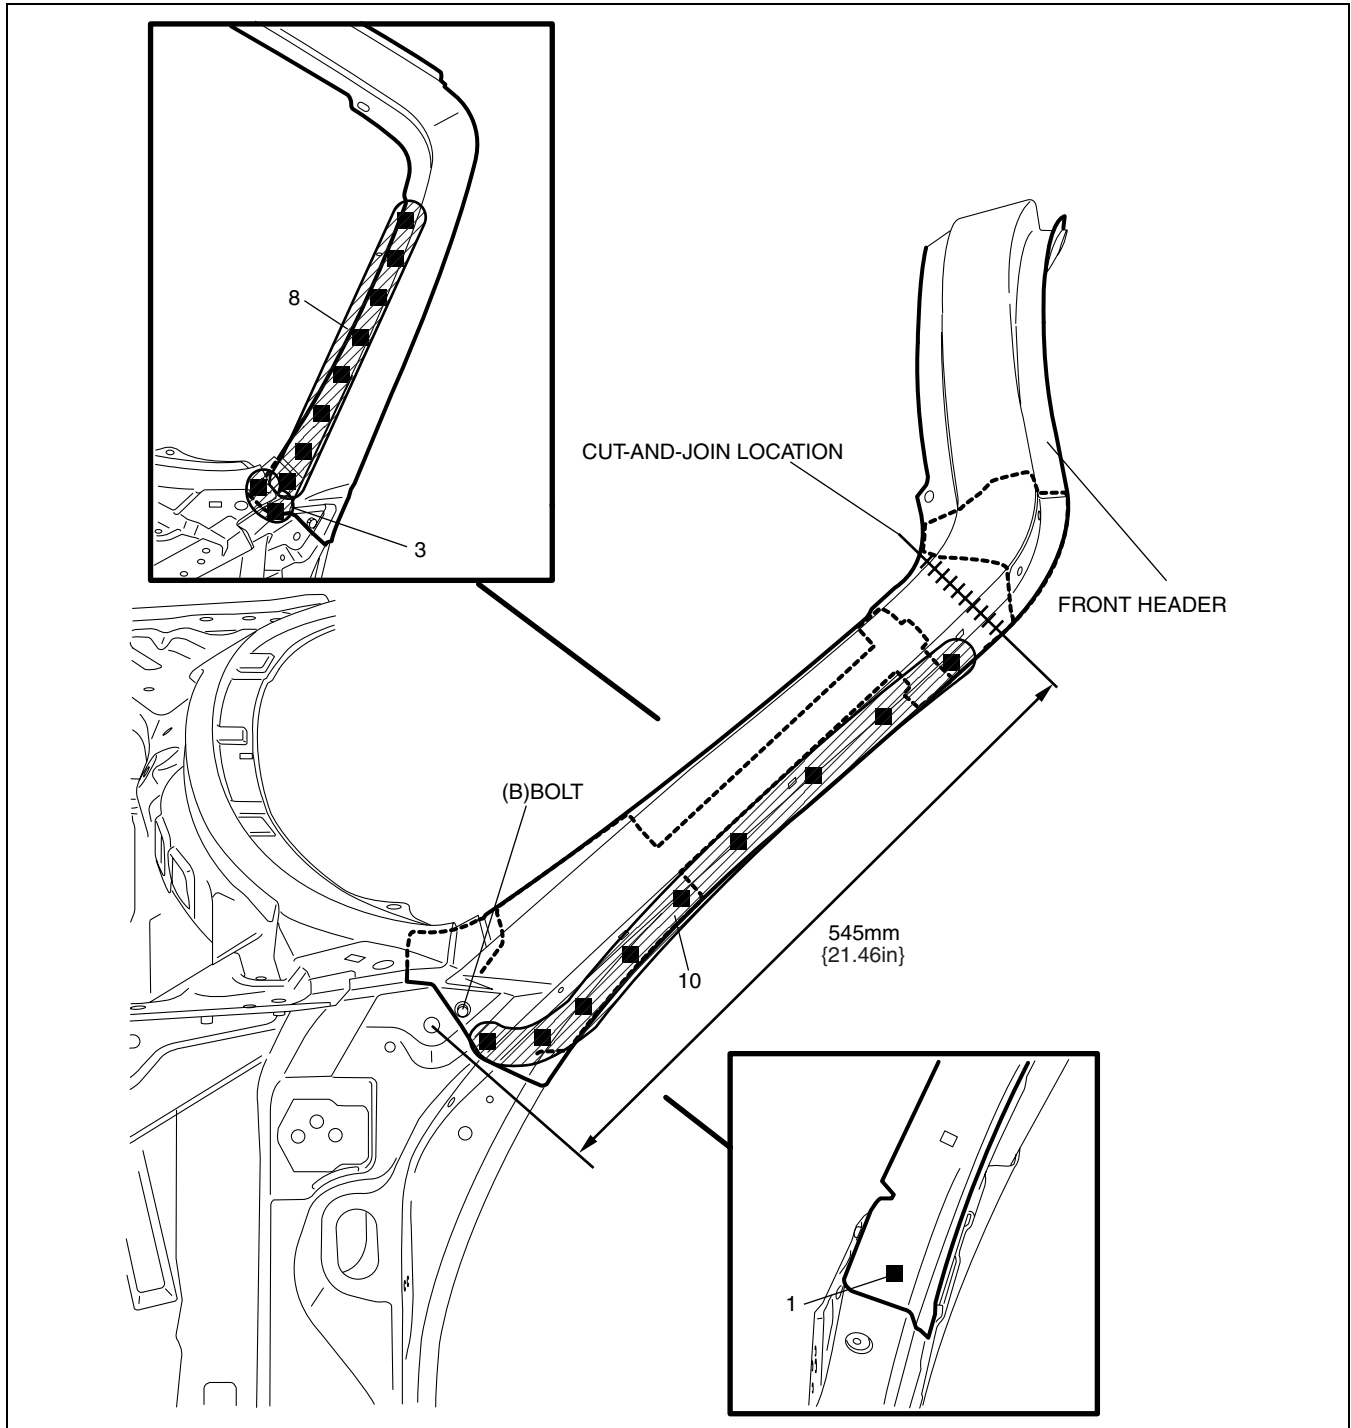 8
3
CUT-AND-JOIN LOCATION
FRONT HEADER
(B)BOLT
545mm
{21.46in}
10
1